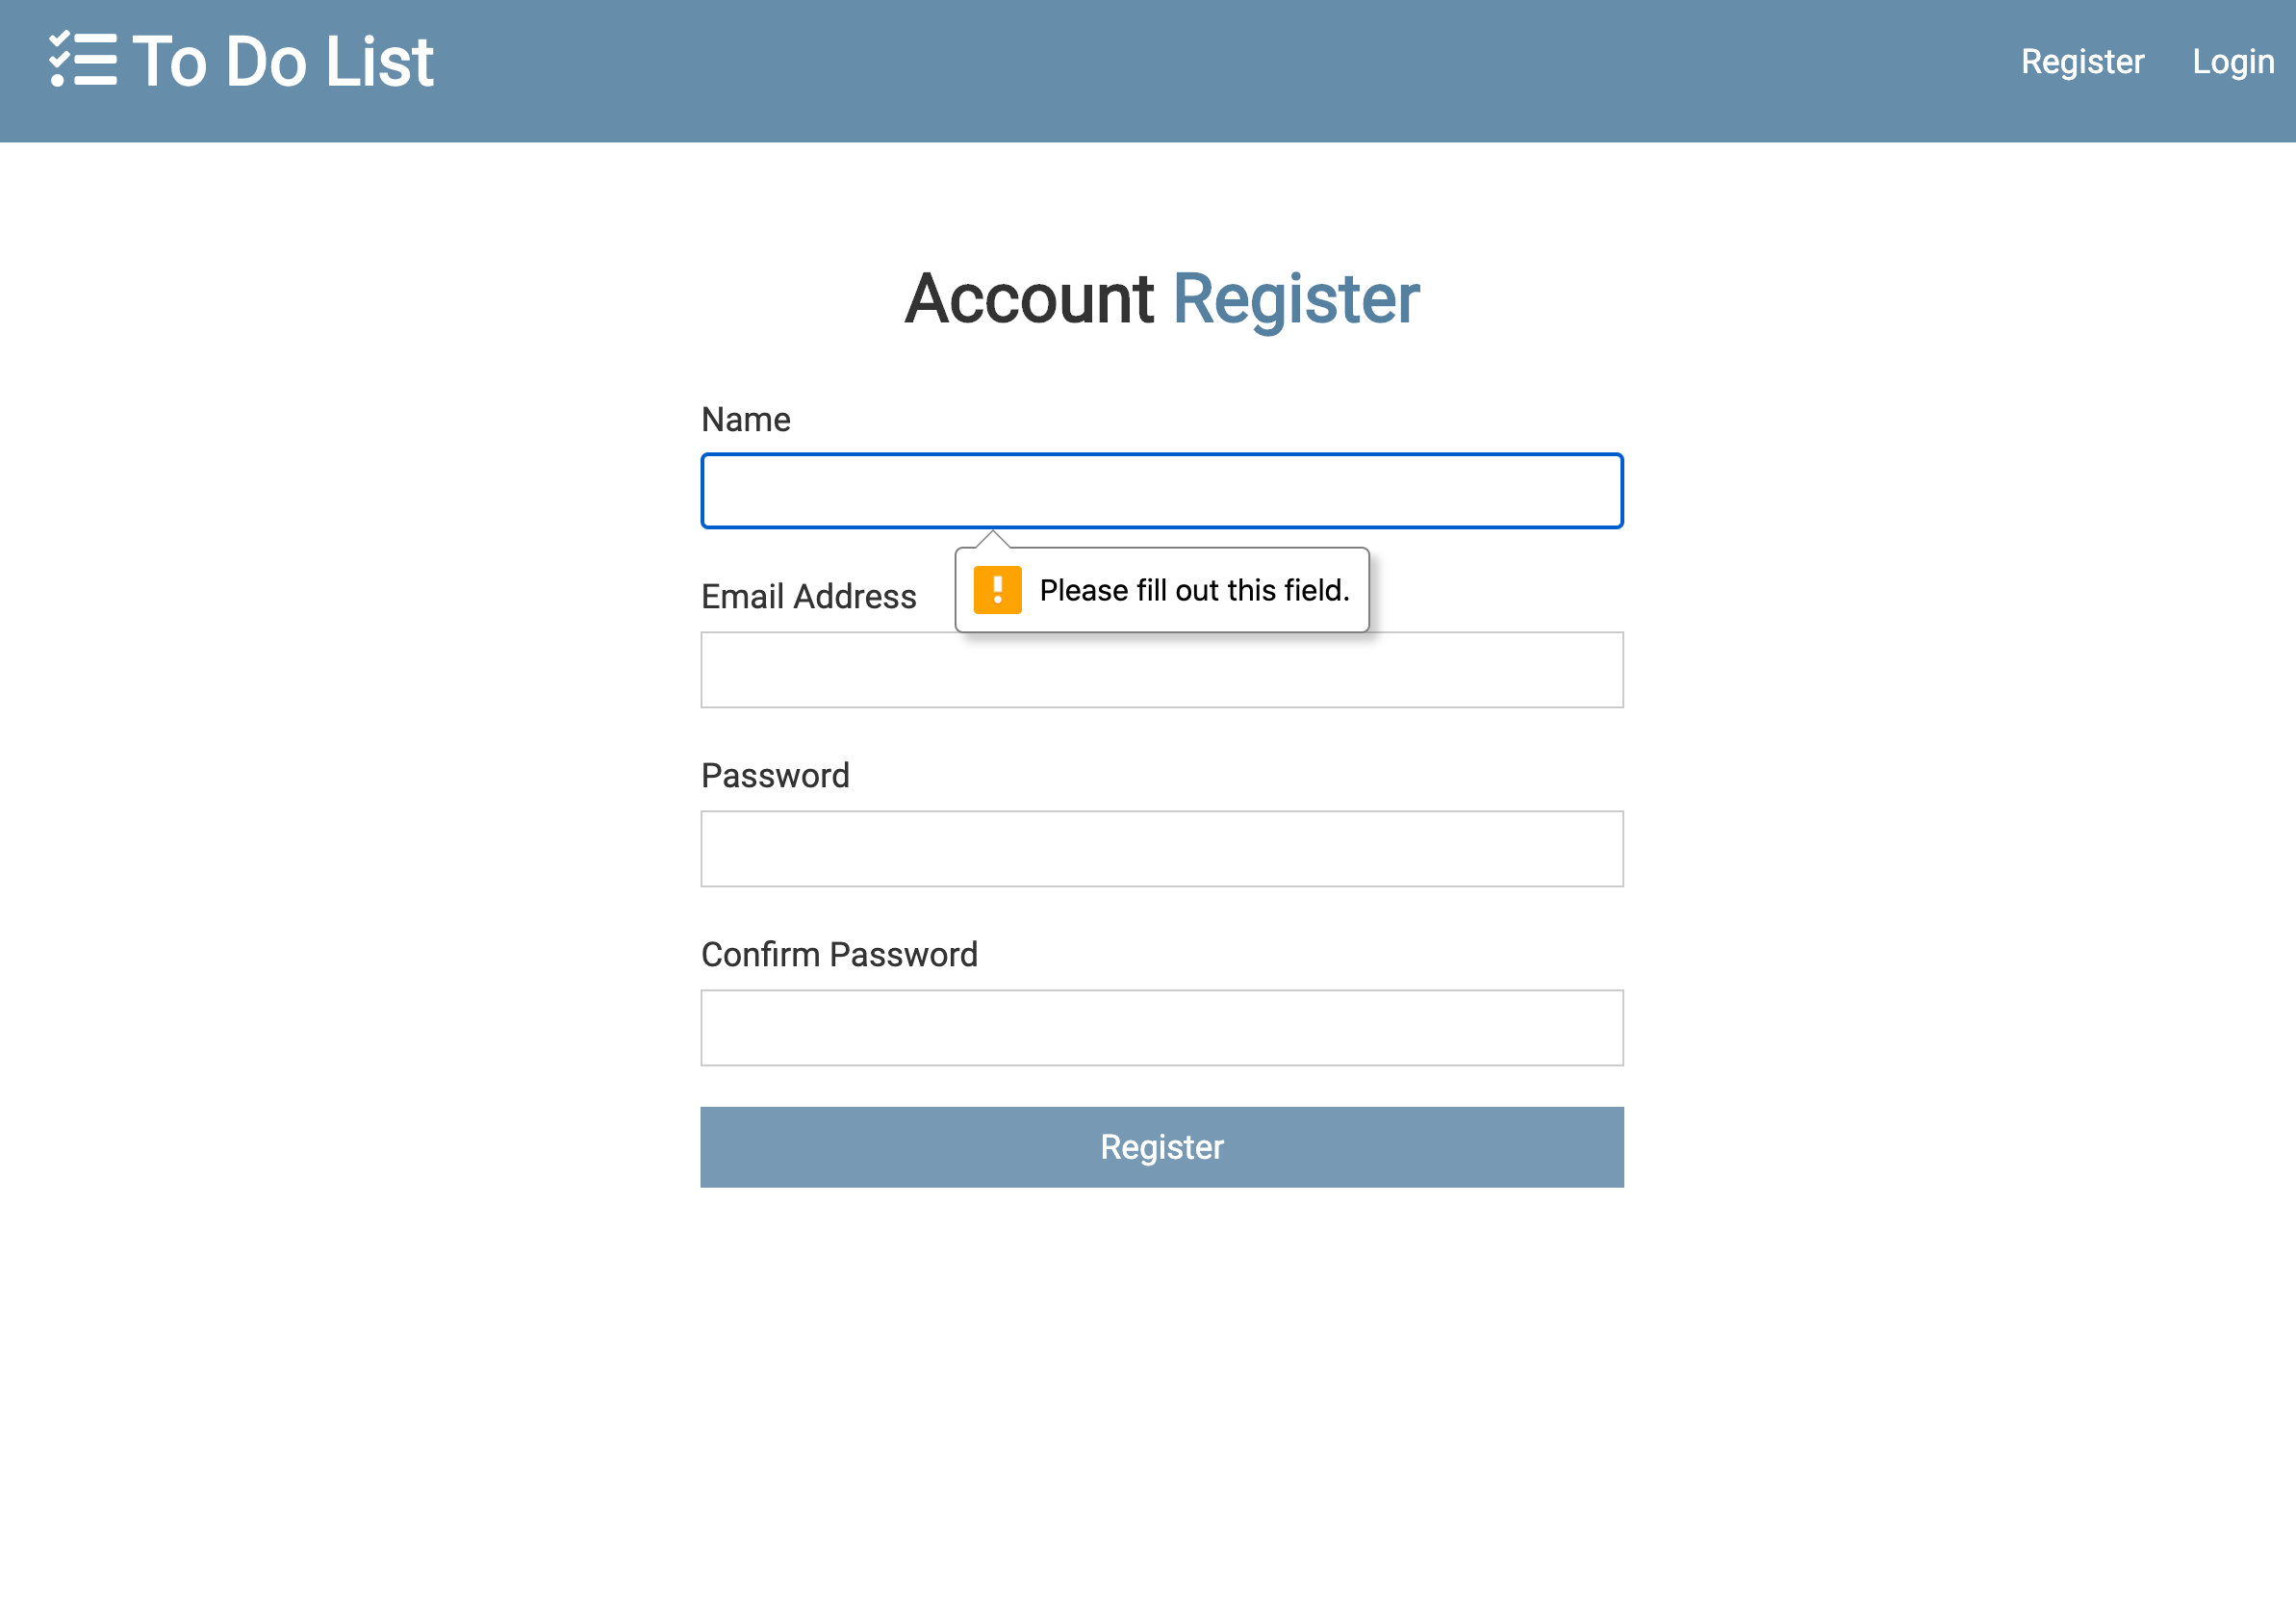 To Do List
Register
Login
Account Register
Name
Please fill out this field.
Email Address
Password
Confirm Password
Register